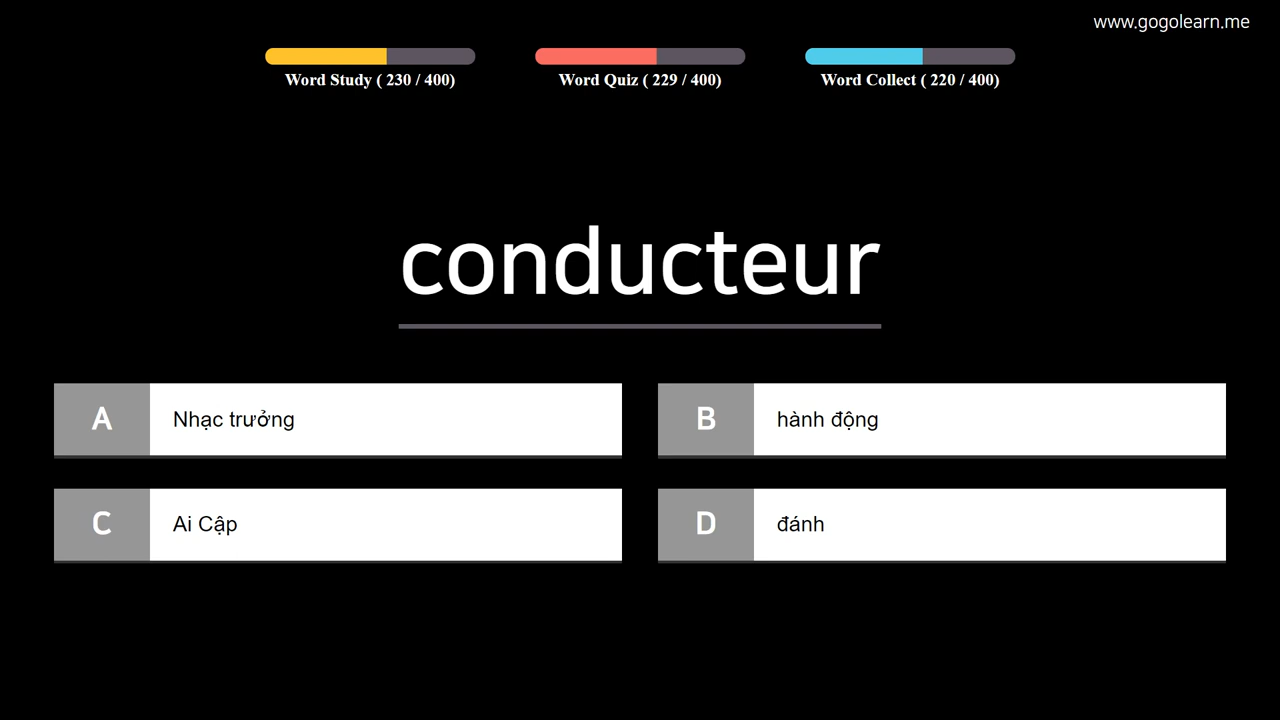 www.gogolearn.me
Word Study ( 230 / 400)
Word Quiz ( 229 / 400)
Word Collect ( 220 / 400)
conducteur
A Nhạc trưởng
B hành động
C Ai Cập
D đánh